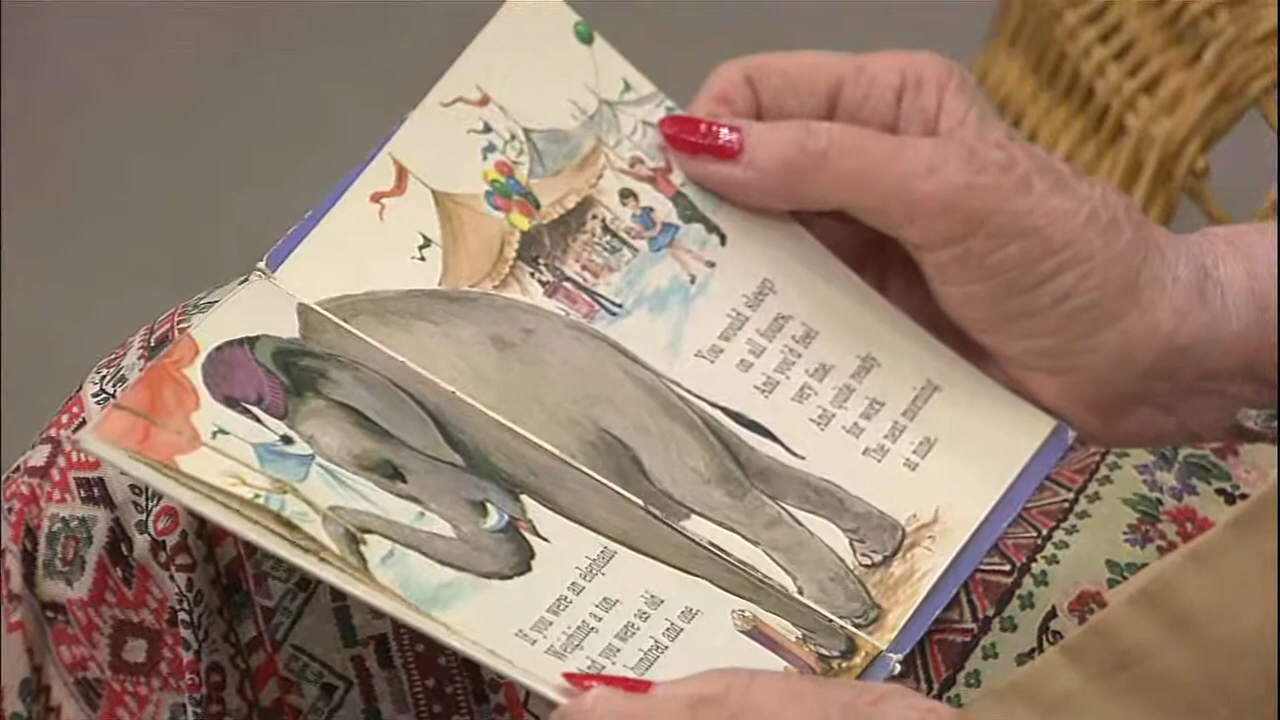 If you were an elephant
Weighing a ton,
And you were as old
hundred and one,
You would sleep
on all fours,
And you'd feel
very fine,
And quite ready
for work
The next morning
at nine.